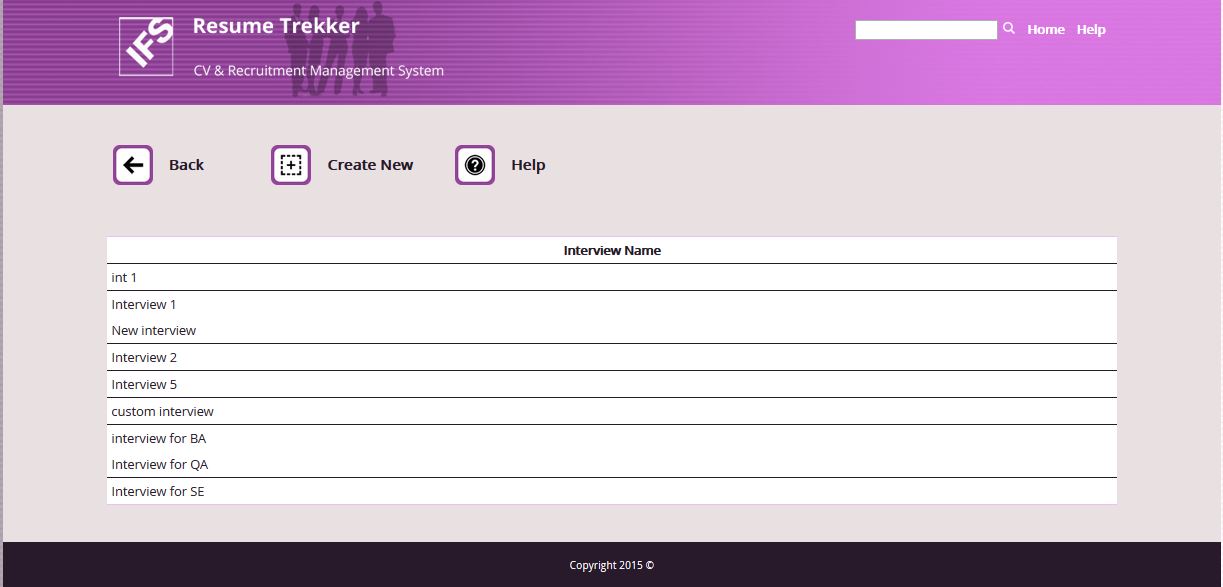 IFS
Resume Trekker
CV & Recruitment Management System
Home Help
Back
Create New
Help
Interview Name
int 1
Interview 1
New interview
Interview 2
Interview 5
custom interview
interview for BA
Interview for QA
Interview for SE
Copyright 2015 ©